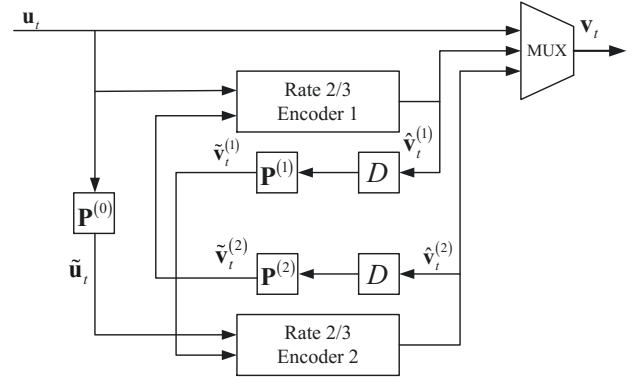 u_t
v_t
MUX
Rate 2/3
Encoder 1
ṽ_t^(1)
v̂_t^(1)
P^(1)
D
P^(0)
ũ_t
ṽ_t^(2)
v̂_t^(2)
P^(2)
D
Rate 2/3
Encoder 2